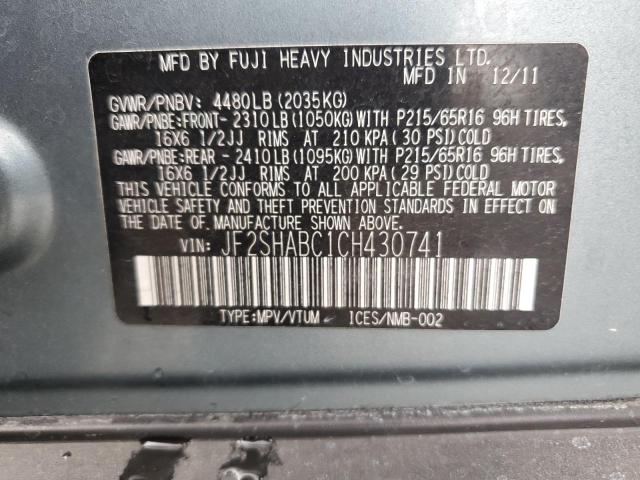 MFD BY FUJI HEAVY INDUSTRIES LTD.
MFD IN 12/11
GVWR/PNBV: 4480LB (2035KG)
GAWR/PNBE:FRONT- 2310LB (1050KG) WITH P215/65R16 96H TIRES,
16X6 1/2JJ RIMS AT 210 KPA (30 PSI) COLD
GAWR/PNBE:REAR - 2410LB (1095KG) WITH P215/65R16 96H TIRES,
16X6 1/2JJ RIMS AT 200 KPA (29 PSI) COLD
THIS VEHICLE CONFORMS TO ALL APPLICABLE FEDERAL MOTOR
VEHICLE SAFETY AND THEFT PREVENTION STANDARDS IN EFFECT ON
THE DATE OF MANUFACTURE SHOWN ABOVE.
VIN: JF2SHABC1CH430741
TYPE:MPV/VTUM ICES/NMB-002